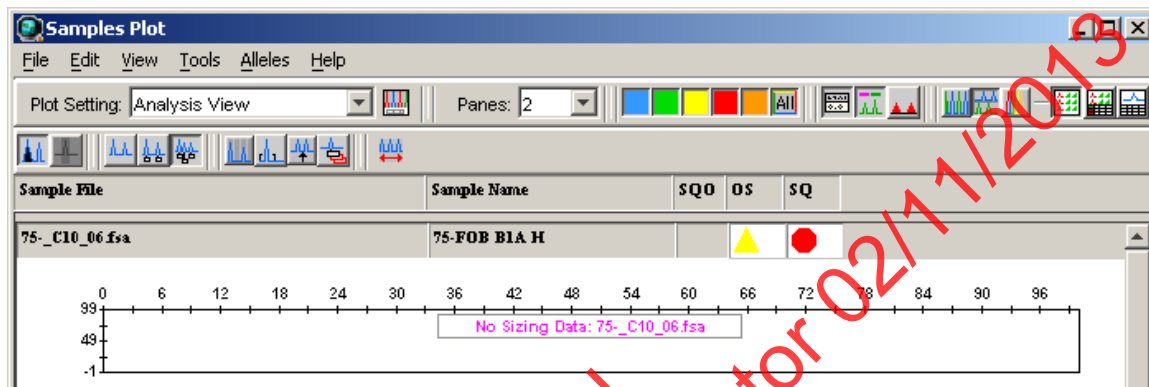 Samples Plot
File Edit View Tools Alleles Help
Plot Setting: Analysis View Panes: 2 All
Sample File Sample Name SQO OS SQ
75-_C10_06.fsa 75-FOB B1A H
0 6 12 18 24 30 36 42 48 54 60 66 72 78 84 90 96
99
No Sizing Data: 75-_C10_06.fsa
49
-1
tor 02/11/2013